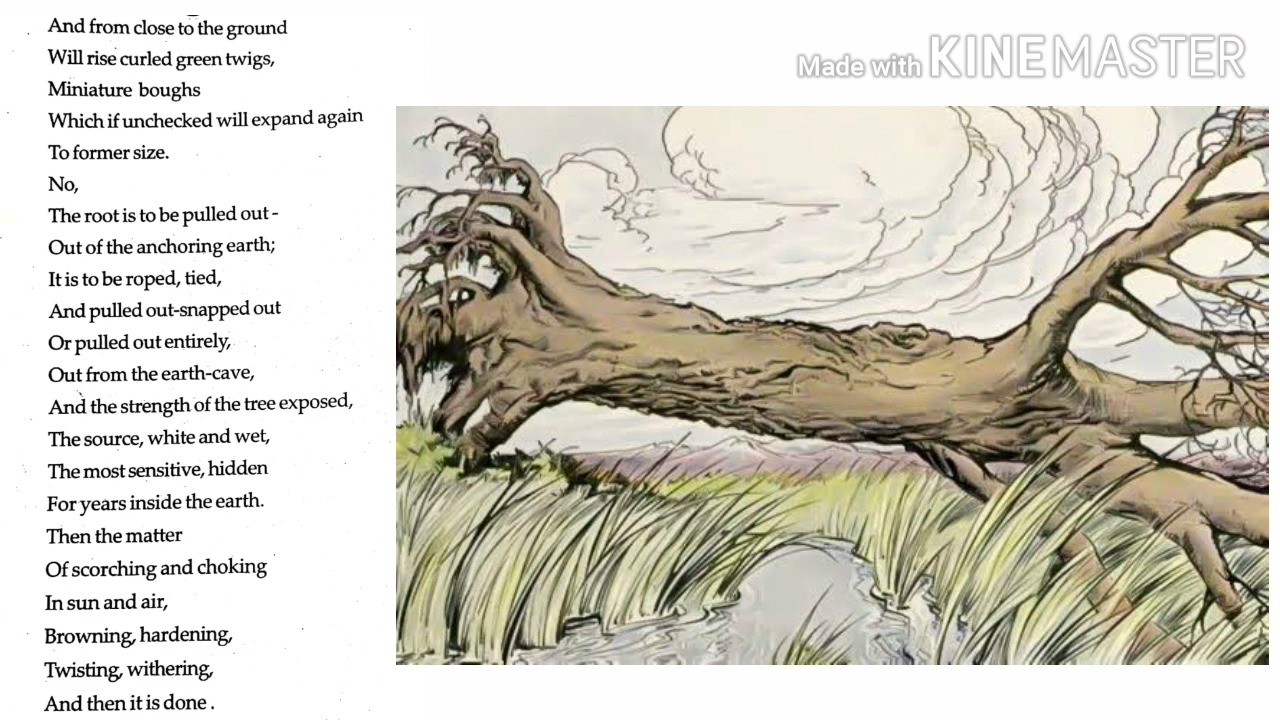 And from close to the ground
Will rise curled green twigs,
Miniature boughs
Which if unchecked will expand again
To former size.
No,
The root is to be pulled out -
Out of the anchoring earth;
It is to be roped, tied,
And pulled out-snapped out
Or pulled out entirely,
Out from the earth-cave,
And the strength of the tree exposed,
The source, white and wet,
The most sensitive, hidden
For years inside the earth.
Then the matter
Of scorching and choking
In sun and air,
Browning, hardening,
Twisting, withering,
And then it is done .
Made with KINEMASTER